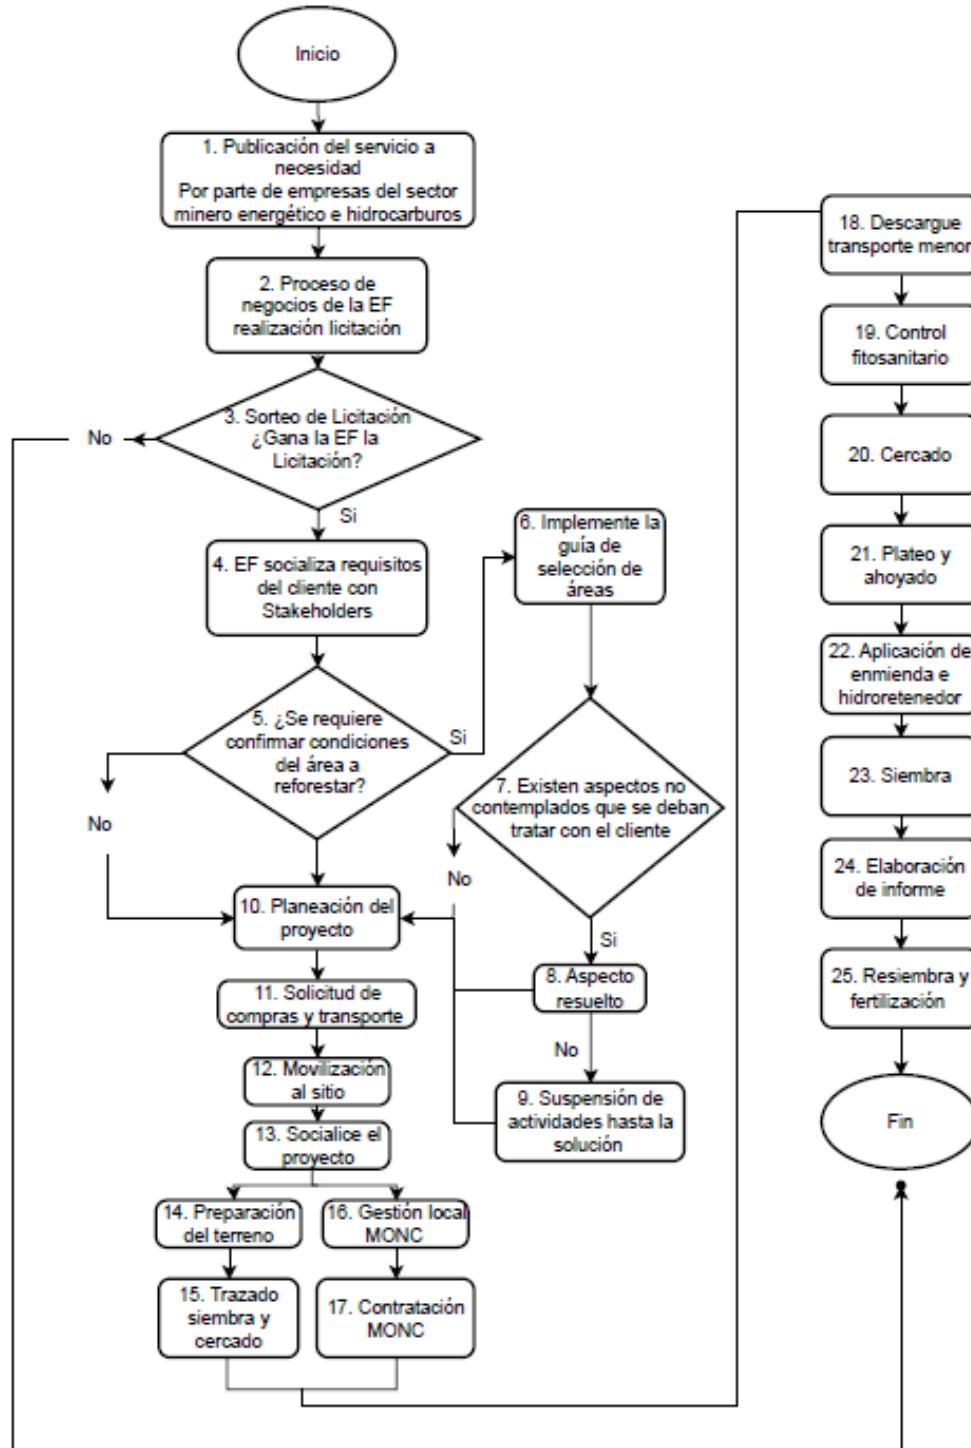 Inicio
1. Publicación del servicio a
necesidad
Por parte de empresas del sector
minero energético e hidrocarburos
2. Proceso de
negocios de la EF
realización licitación
3. Sorteo de Licitación
¿Gana la EF la
Licitación?
No
Si
4. EF socializa requisitos
del cliente con
Stakeholders
5. ¿Se requiere
confirmar condiciones
del área a
reforestar?
Si
No
6. Implemente la
guía de
selección de
áreas
7. Existen aspectos no
contemplados que se deban
tratar con el cliente
No
Si
8. Aspecto
resuelto
No
9. Suspensión de
actividades hasta la
solución
10. Planeación del
proyecto
11. Solicitud de
compras y transporte
12. Movilización
al sitio
13. Socialice el
proyecto
14. Preparación
del terreno
15. Trazado
siembra y
cercado
16. Gestión local
MONC
17. Contratación
MONC
18. Descargue
transporte menor
19. Control
fitosanitario
20. Cercado
21. Plateo y
ahoyado
22. Aplicación de
enmienda e
hidroretenedor
23. Siembra
24. Elaboración
de informe
25. Resiembra y
fertilización
Fin